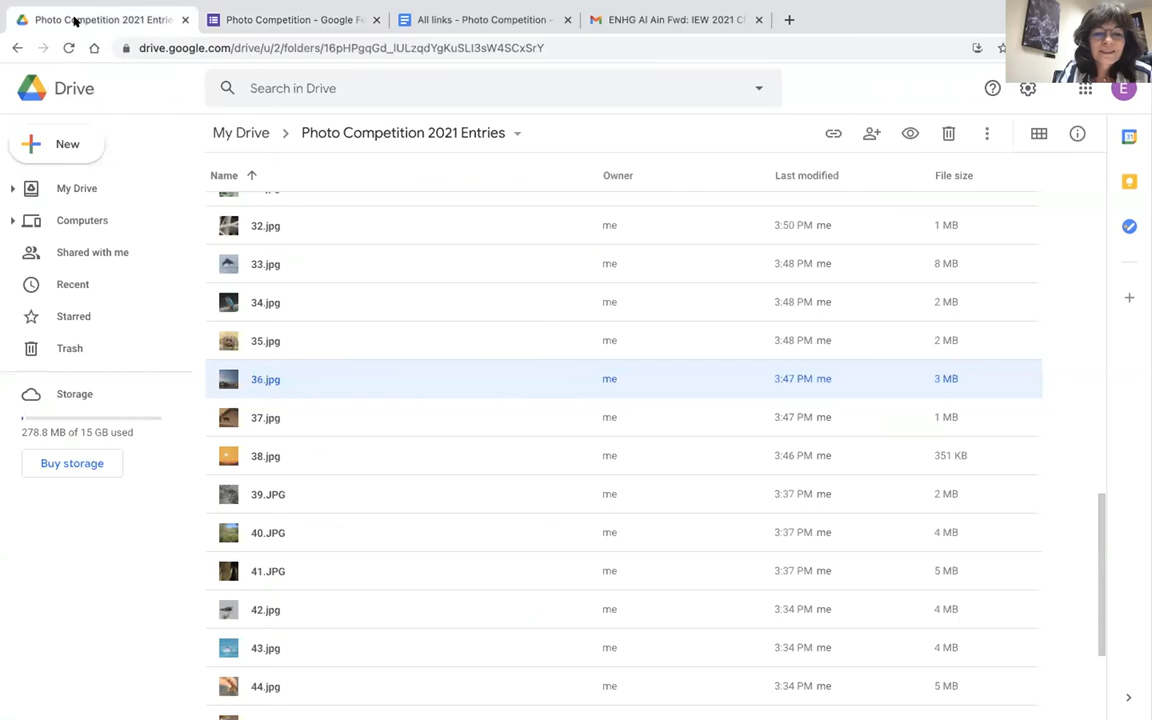 Photo Competition 2021 Entrie
Photo Competition - Google F
All links - Photo Competition -
ENHG Al Ain Fwd: IEW 2021 C
drive.google.com/drive/u/2/folders/16pHPgqGd_lULzqdYgKuSLI3sW4SCxSrY
Drive
Search in Drive
E
New
My Drive
Computers
Shared with me
Recent
Starred
Trash
Storage
278.8 MB of 15 GB used
Buy storage
My Drive > Photo Competition 2021 Entries
Name Owner Last modified File size
32.jpg me 3:50 PM me 1 MB
33.jpg me 3:48 PM me 8 MB
34.jpg me 3:48 PM me 2 MB
35.jpg me 3:48 PM me 2 MB
36.jpg me 3:47 PM me 3 MB
37.jpg me 3:47 PM me 1 MB
38.jpg me 3:46 PM me 351 KB
39.JPG me 3:37 PM me 2 MB
40.JPG me 3:37 PM me 4 MB
41.JPG me 3:37 PM me 5 MB
42.jpg me 3:34 PM me 4 MB
43.jpg me 3:34 PM me 4 MB
44.jpg me 3:34 PM me 5 MB
31